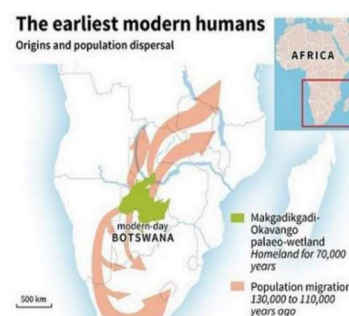 The earliest modern humans
Origins and population dispersal
AFRICA
modern-day
BOTSWANA
Makgadikgadi-
Okavango
palaeo-wetland
Homeland for 70,000
years
Population migration
130,000 to 110,000
years ago
500 km